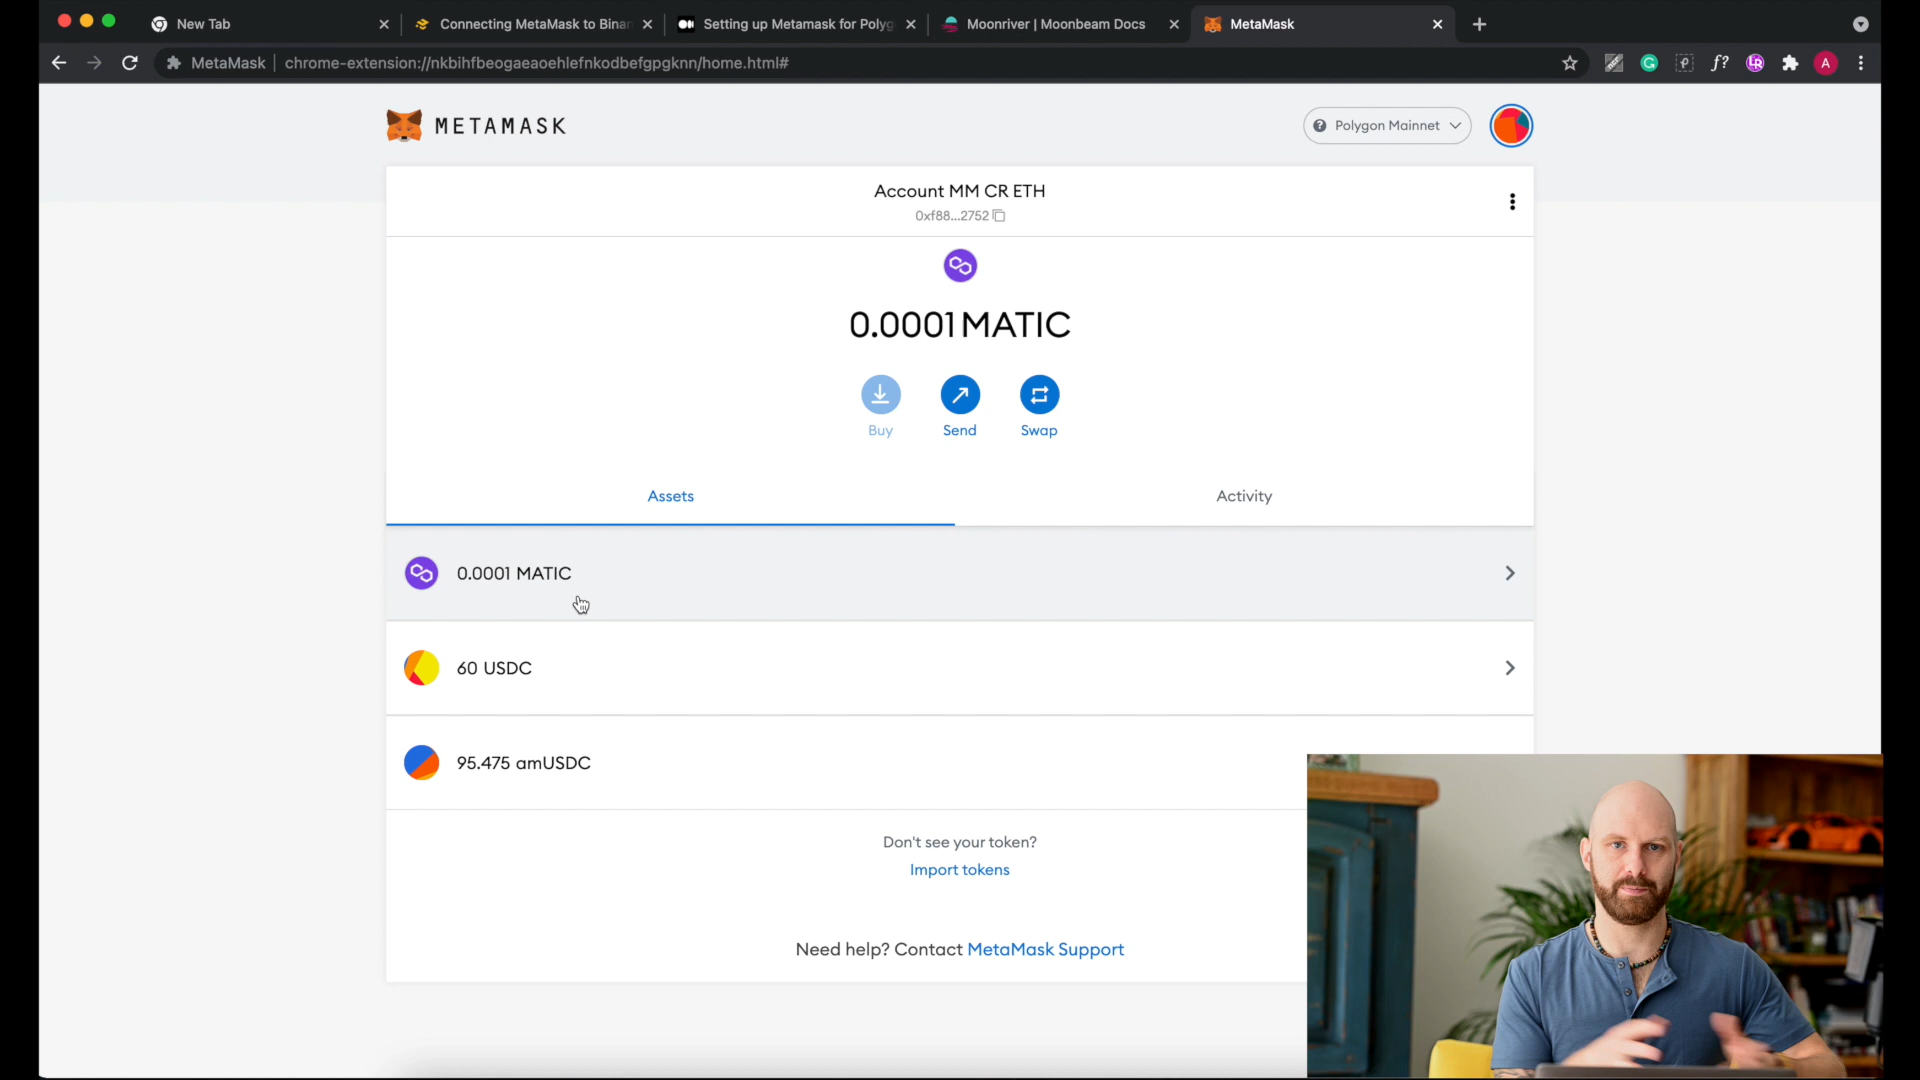 New Tab
Connecting MetaMask to Binan
Setting up Metamask for Polyg
Moonriver | Moonbeam Docs
MetaMask
MetaMask
chrome-extension://nkbihfbeogaeaoehlefnkodbefgpgknn/home.html#
f?
A
METAMASK
Polygon Mainnet
Account MM CR ETH
0xf88...2752
0.0001 MATIC
Buy
Send
Swap
Assets
Activity
0.0001 MATIC
60 USDC
95.475 amUSDC
Don't see your token?
Import tokens
Need help? Contact MetaMask Support